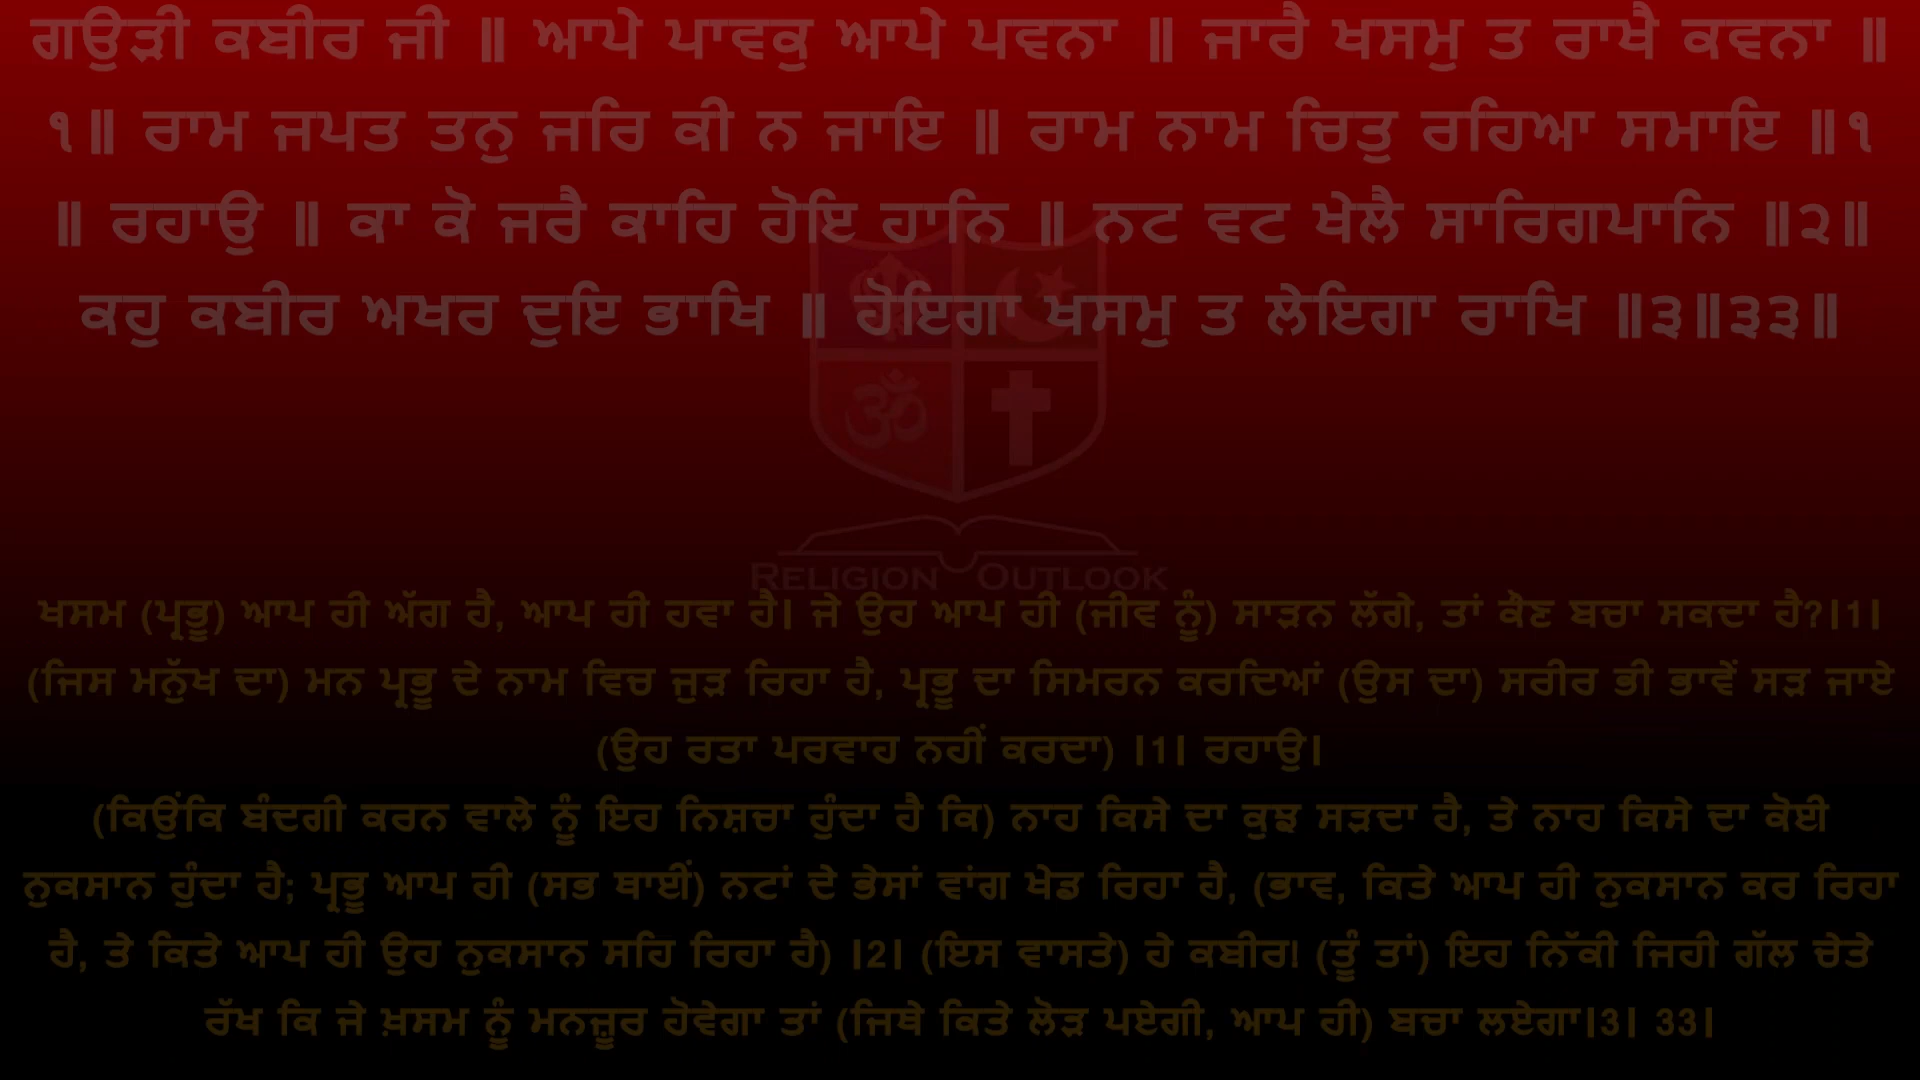 ਗਉੜੀ ਕਬੀਰ ਜੀ ॥ ਆਪੇ ਪਾਵਕੁ ਆਪੇ ਪਵਨਾ ॥ ਜਾਰੈ ਖਸਮੁ ਤ ਰਾਖੈ ਕਵਨਾ ॥
੧॥ ਰਾਮ ਜਪਤ ਤਨੁ ਜਰਿ ਕੀ ਨ ਜਾਇ ॥ ਰਾਮ ਨਾਮ ਚਿਤੁ ਰਹਿਆ ਸਮਾਇ ॥੧
॥ ਰਹਾਉ ॥ ਕਾ ਕੋ ਜਰੈ ਕਾਹਿ ਹੋਇ ਹਾਨਿ ॥ ਨਟ ਵਟ ਖੇਲੈ ਸਾਰਿਗਪਾਨਿ ॥੨॥
ਕਹੁ ਕਬੀਰ ਅਖਰ ਦੁਇ ਭਾਖਿ ॥ ਹੋਇਗਾ ਖਸਮੁ ਤ ਲੇਇਗਾ ਰਾਖਿ ॥੩॥੩੩॥
RELIGION OUTLOOK
ਖਸਮ (ਪ੍ਰਭੂ) ਆਪ ਹੀ ਅੱਗ ਹੈ, ਆਪ ਹੀ ਹਵਾ ਹੈ। ਜੇ ਉਹ ਆਪ ਹੀ (ਜੀਵ ਨੂੰ) ਸਾੜਨ ਲੱਗੇ, ਤਾਂ ਕੌਣ ਬਚਾ ਸਕਦਾ ਹੈ?।1।
(ਜਿਸ ਮਨੁੱਖ ਦਾ) ਮਨ ਪ੍ਰਭੂ ਦੇ ਨਾਮ ਵਿਚ ਜੁੜ ਰਿਹਾ ਹੈ, ਪ੍ਰਭੂ ਦਾ ਸਿਮਰਨ ਕਰਦਿਆਂ (ਉਸ ਦਾ) ਸਰੀਰ ਭੀ ਭਾਵੇਂ ਸੜ ਜਾਏ
(ਉਹ ਰਤਾ ਪਰਵਾਹ ਨਹੀਂ ਕਰਦਾ) ।1। ਰਹਾਉ।
(ਕਿਉਂਕਿ ਬੰਦਗੀ ਕਰਨ ਵਾਲੇ ਨੂੰ ਇਹ ਨਿਸ਼ਚਾ ਹੁੰਦਾ ਹੈ ਕਿ) ਨਾਹ ਕਿਸੇ ਦਾ ਕੁਝ ਸੜਦਾ ਹੈ, ਤੇ ਨਾਹ ਕਿਸੇ ਦਾ ਕੋਈ
ਨੁਕਸਾਨ ਹੁੰਦਾ ਹੈ; ਪ੍ਰਭੂ ਆਪ ਹੀ (ਸਭ ਥਾਈਂ) ਨਟਾਂ ਦੇ ਭੇਸਾਂ ਵਾਂਗ ਖੇਡ ਰਿਹਾ ਹੈ, (ਭਾਵ, ਕਿਤੇ ਆਪ ਹੀ ਨੁਕਸਾਨ ਕਰ ਰਿਹਾ
ਹੈ, ਤੇ ਕਿਤੇ ਆਪ ਹੀ ਉਹ ਨੁਕਸਾਨ ਸਹਿ ਰਿਹਾ ਹੈ) ।2। (ਇਸ ਵਾਸਤੇ) ਹੇ ਕਬੀਰ! (ਤੂੰ ਤਾਂ) ਇਹ ਨਿੱਕੀ ਜਿਹੀ ਗੱਲ ਚੇਤੇ
ਰੱਖ ਕਿ ਜੇ ਖ਼ਸਮ ਨੂੰ ਮਨਜ਼ੂਰ ਹੋਵੇਗਾ ਤਾਂ (ਜਿਥੇ ਕਿਤੇ ਲੋੜ ਪਏਗੀ, ਆਪ ਹੀ) ਬਚਾ ਲਏਗਾ।3। 33।